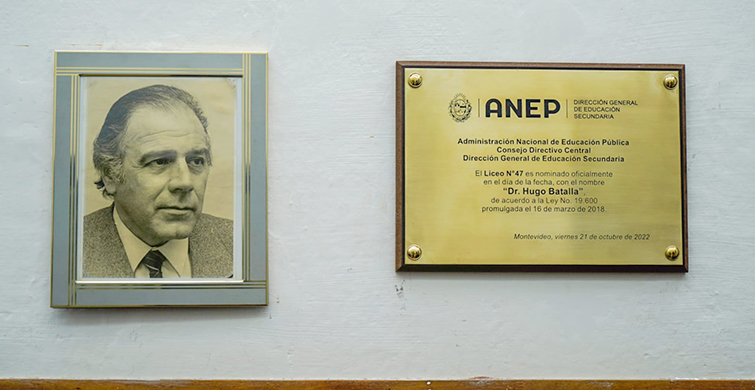 ANEP
DIRECCIÓN GENERAL
DE EDUCACIÓN
SECUNDARIA
Administración Nacional de Educación Pública
Consejo Directivo Central
Dirección General de Educación Secundaria
El Liceo N°47 es nominado oficialmente
en el día de la fecha, con el nombre
"Dr. Hugo Batalla",
de acuerdo a la Ley No. 19.600
promulgada el 16 de marzo de 2018.
Montevideo, viernes 21 de octubre de 2022